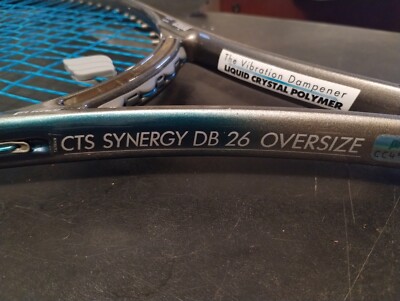 The Vibration Dampener
LIQUID CRYSTAL POLYMER
CTS SYNERGY DB 26 OVERSIZE